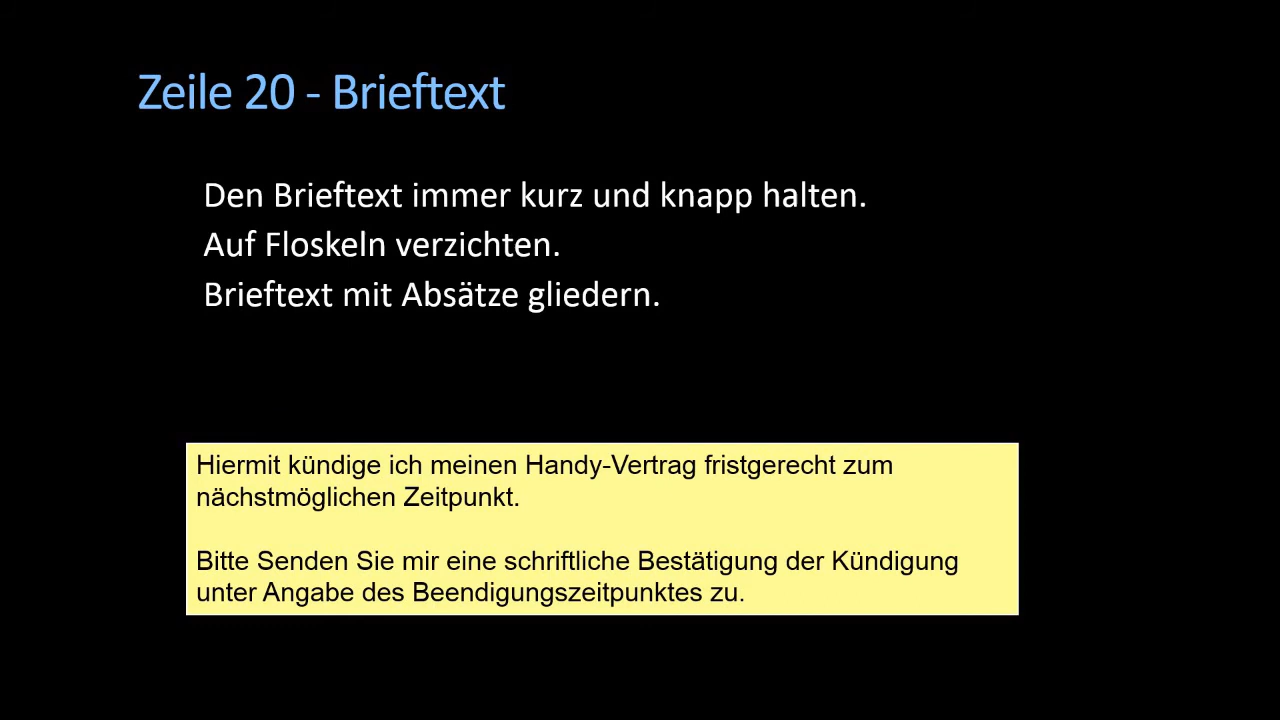 Zeile 20 - Brieftext
Den Brieftext immer kurz und knapp halten.
Auf Floskeln verzichten.
Brieftext mit Absätze gliedern.
Hiermit kündige ich meinen Handy-Vertrag fristgerecht zum
nächstmöglichen Zeitpunkt.
Bitte Senden Sie mir eine schriftliche Bestätigung der Kündigung
unter Angabe des Beendigungszeitpunktes zu.